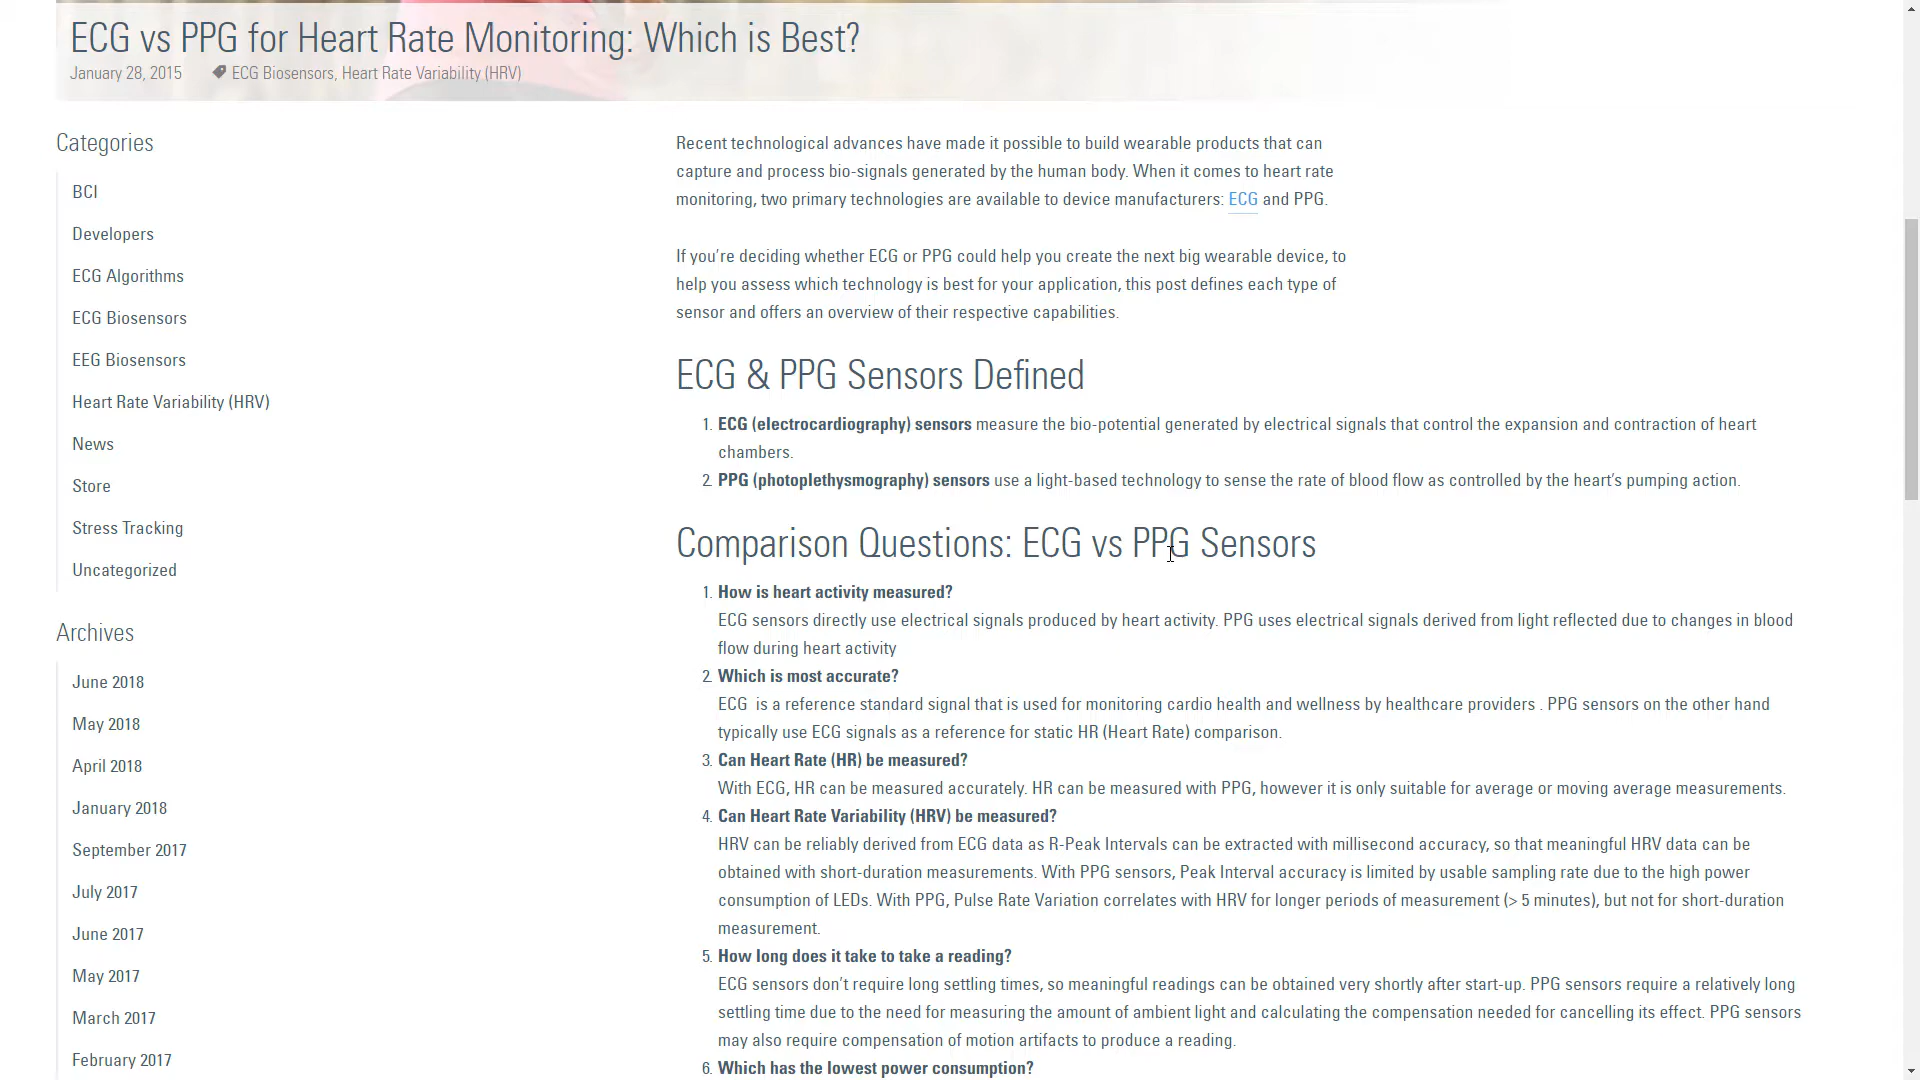 ECG vs PPG for Heart Rate Monitoring: Which is Best?
January 28, 2015 ECG Biosensors, Heart Rate Variability (HRV)
Categories
BCI
Developers
ECG Algorithms
ECG Biosensors
EEG Biosensors
Heart Rate Variability (HRV)
News
Store
Stress Tracking
Uncategorized
Archives
June 2018
May 2018
April 2018
January 2018
September 2017
July 2017
June 2017
May 2017
March 2017
February 2017
Recent technological advances have made it possible to build wearable products that can
capture and process bio-signals generated by the human body. When it comes to heart rate
monitoring, two primary technologies are available to device manufacturers: ECG and PPG.
If you’re deciding whether ECG or PPG could help you create the next big wearable device, to
help you assess which technology is best for your application, this post defines each type of
sensor and offers an overview of their respective capabilities.
ECG & PPG Sensors Defined
1. ECG (electrocardiography) sensors measure the bio-potential generated by electrical signals that control the expansion and contraction of heart
chambers.
2. PPG (photoplethysmography) sensors use a light-based technology to sense the rate of blood flow as controlled by the heart’s pumping action.
Comparison Questions: ECG vs PPG Sensors
1. How is heart activity measured?
ECG sensors directly use electrical signals produced by heart activity. PPG uses electrical signals derived from light reflected due to changes in blood
flow during heart activity
2. Which is most accurate?
ECG  is a reference standard signal that is used for monitoring cardio health and wellness by healthcare providers . PPG sensors on the other hand
typically use ECG signals as a reference for static HR (Heart Rate) comparison.
3. Can Heart Rate (HR) be measured?
With ECG, HR can be measured accurately. HR can be measured with PPG, however it is only suitable for average or moving average measurements.
4. Can Heart Rate Variability (HRV) be measured?
HRV can be reliably derived from ECG data as R-Peak Intervals can be extracted with millisecond accuracy, so that meaningful HRV data can be
obtained with short-duration measurements. With PPG sensors, Peak Interval accuracy is limited by usable sampling rate due to the high power
consumption of LEDs. With PPG, Pulse Rate Variation correlates with HRV for longer periods of measurement (> 5 minutes), but not for short-duration
measurement.
5. How long does it take to take a reading?
ECG sensors don’t require long settling times, so meaningful readings can be obtained very shortly after start-up. PPG sensors require a relatively long
settling time due to the need for measuring the amount of ambient light and calculating the compensation needed for cancelling its effect. PPG sensors
may also require compensation of motion artifacts to produce a reading.
6. Which has the lowest power consumption?